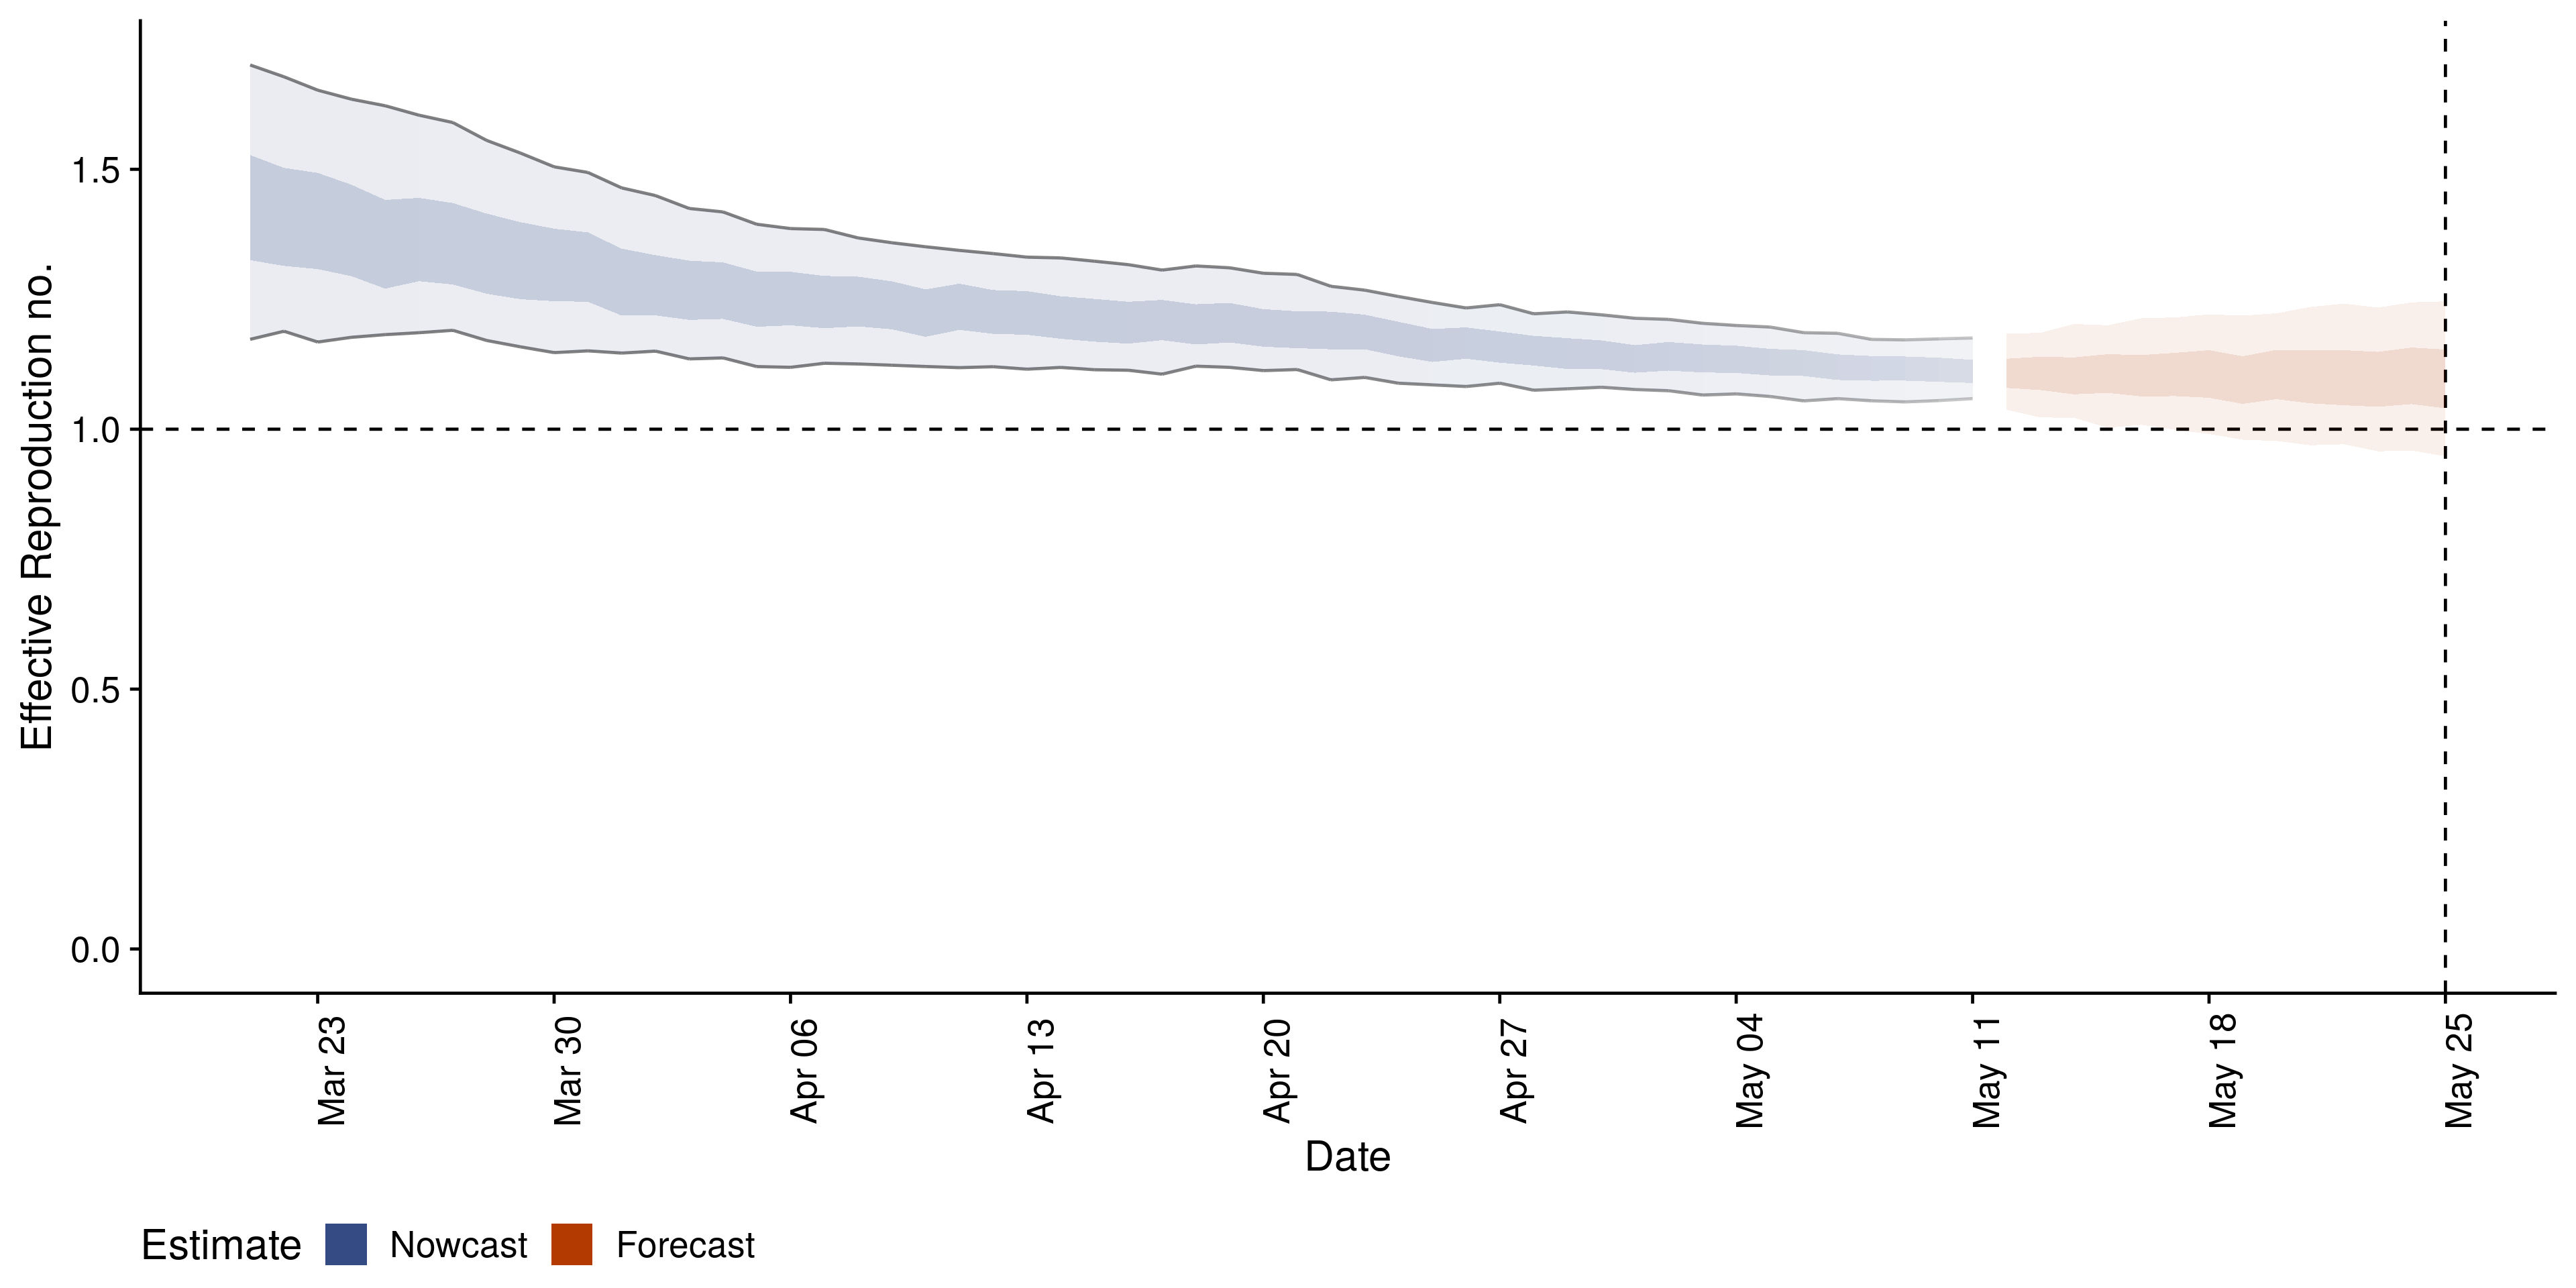 Effective Reproduction no.
1.5
1.0
0.5
0.0
Mar 23
Mar 30
Apr 06
Apr 13
Apr 20
Apr 27
May 04
May 11
May 18
May 25
Date
Estimate Nowcast Forecast